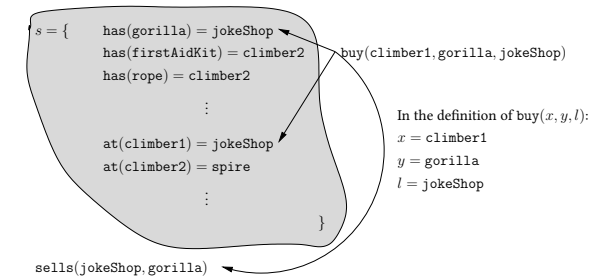 s = {    has(gorilla) = jokeShop
has(firstAidKit) = climber2    buy(climber1, gorilla, jokeShop)
has(rope) = climber2
⋮
In the definition of buy(x, y, l):
x = climber1
at(climber1) = jokeShop
y = gorilla
at(climber2) = spire
l = jokeShop
⋮
}
sells(jokeShop, gorilla)